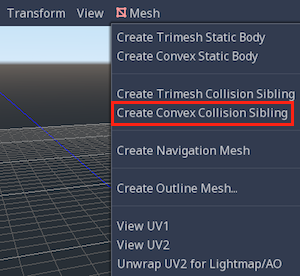 Transform View Mesh
Create Trimesh Static Body
Create Convex Static Body
Create Trimesh Collision Sibling
Create Convex Collision Sibling
Create Navigation Mesh
Create Outline Mesh...
View UV1
View UV2
Unwrap UV2 for Lightmap/AO